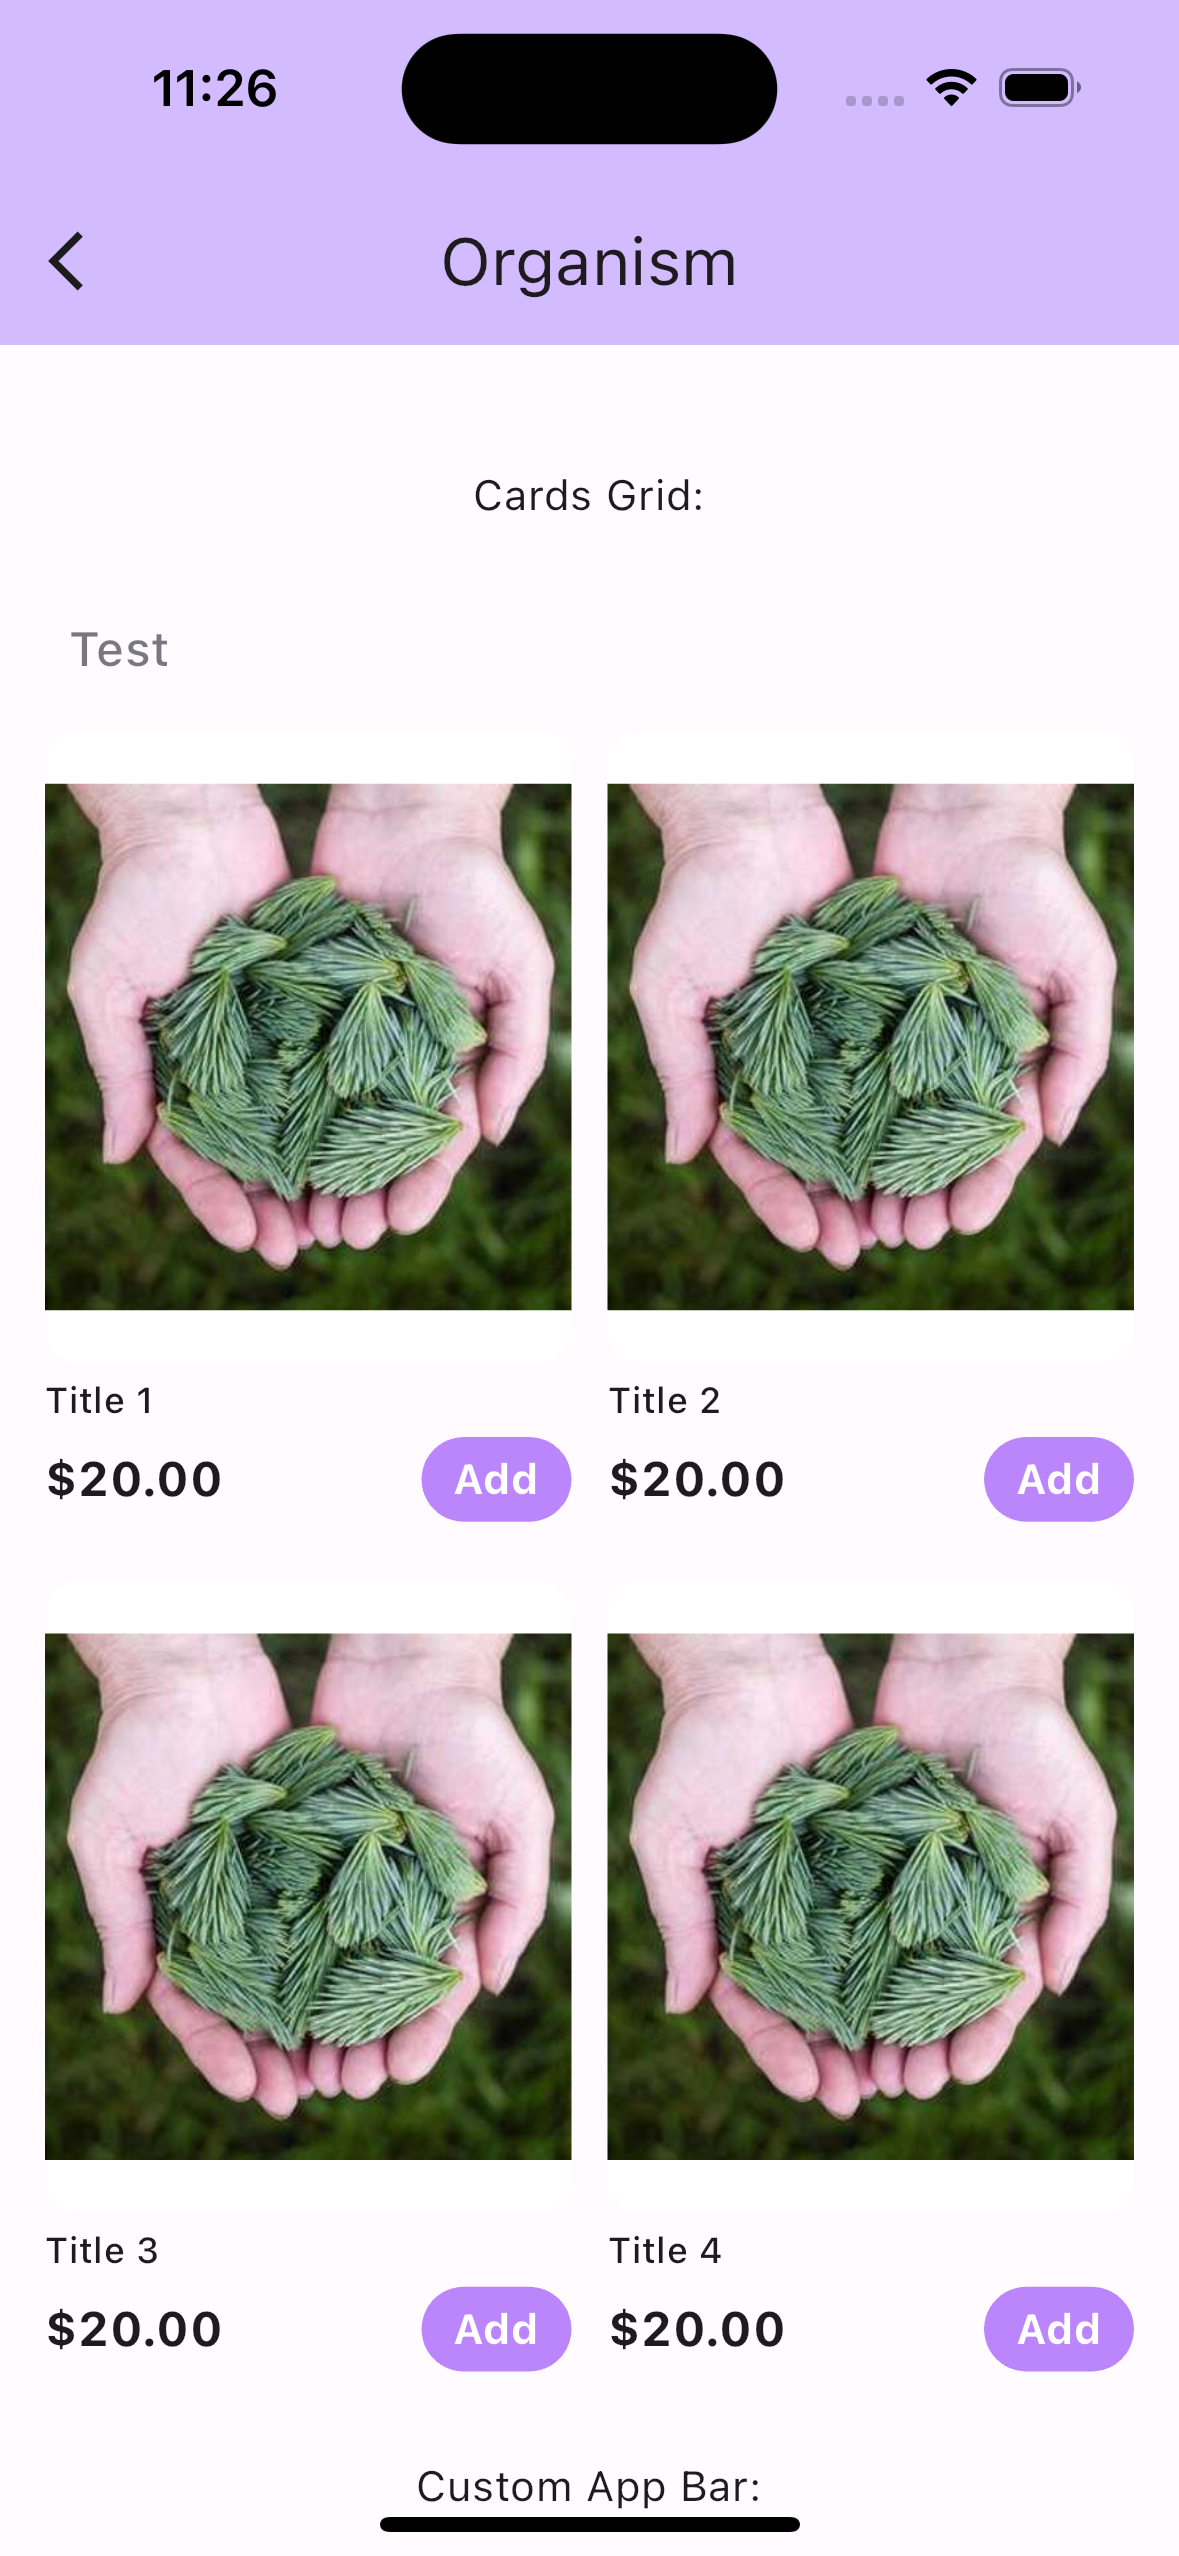 11:26
Organism
Cards Grid:
Test
Title 1
$20.00 Add
Title 2
$20.00 Add
Title 3
$20.00 Add
Title 4
$20.00 Add
Custom App Bar: